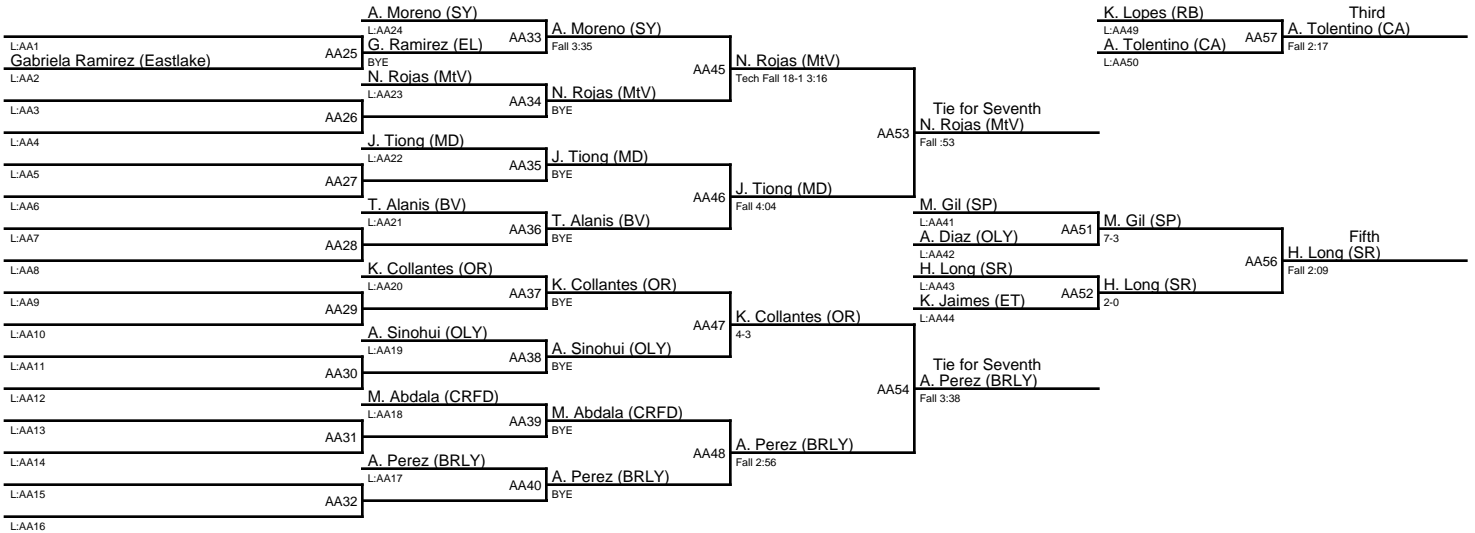 L:AA1
Gabriela Ramirez (Eastlake)
L:AA2
L:AA3
L:AA4
L:AA5
L:AA6
L:AA7
L:AA8
L:AA9
L:AA10
L:AA11
L:AA12
L:AA13
L:AA14
L:AA15
L:AA16
AA25
AA26
AA27
AA28
AA29
AA30
AA31
AA32
A. Moreno (SY)
L:AA24
G. Ramirez (EL)
BYE
N. Rojas (MtV)
L:AA23
J. Tiong (MD)
L:AA22
T. Alanis (BV)
L:AA21
K. Collantes (OR)
L:AA20
A. Sinohui (OLY)
L:AA19
M. Abdala (CRFD)
L:AA18
A. Perez (BRLY)
L:AA17
AA33
AA34
AA35
AA36
AA37
AA38
AA39
AA40
A. Moreno (SY)
Fall 3:35
N. Rojas (MtV)
BYE
J. Tiong (MD)
BYE
T. Alanis (BV)
BYE
K. Collantes (OR)
BYE
A. Sinohui (OLY)
BYE
M. Abdala (CRFD)
BYE
A. Perez (BRLY)
BYE
AA45
AA46
AA47
AA48
N. Rojas (MtV)
Tech Fall 18-1 3:16
J. Tiong (MD)
Fall 4:04
K. Collantes (OR)
4-3
A. Perez (BRLY)
Fall 2:56
AA53
AA54
Tie for Seventh
N. Rojas (MtV)
Fall :53
M. Gil (SP)
L:AA41
A. Diaz (OLY)
L:AA42
H. Long (SR)
L:AA43
K. Jaimes (ET)
L:AA44
Tie for Seventh
A. Perez (BRLY)
Fall 3:38
AA51
AA52
K. Lopes (RB)
L:AA49
A. Tolentino (CA)
L:AA50
M. Gil (SP)
7-3
H. Long (SR)
2-0
AA57
AA56
Third
A. Tolentino (CA)
Fall 2:17
Fifth
H. Long (SR)
Fall 2:09